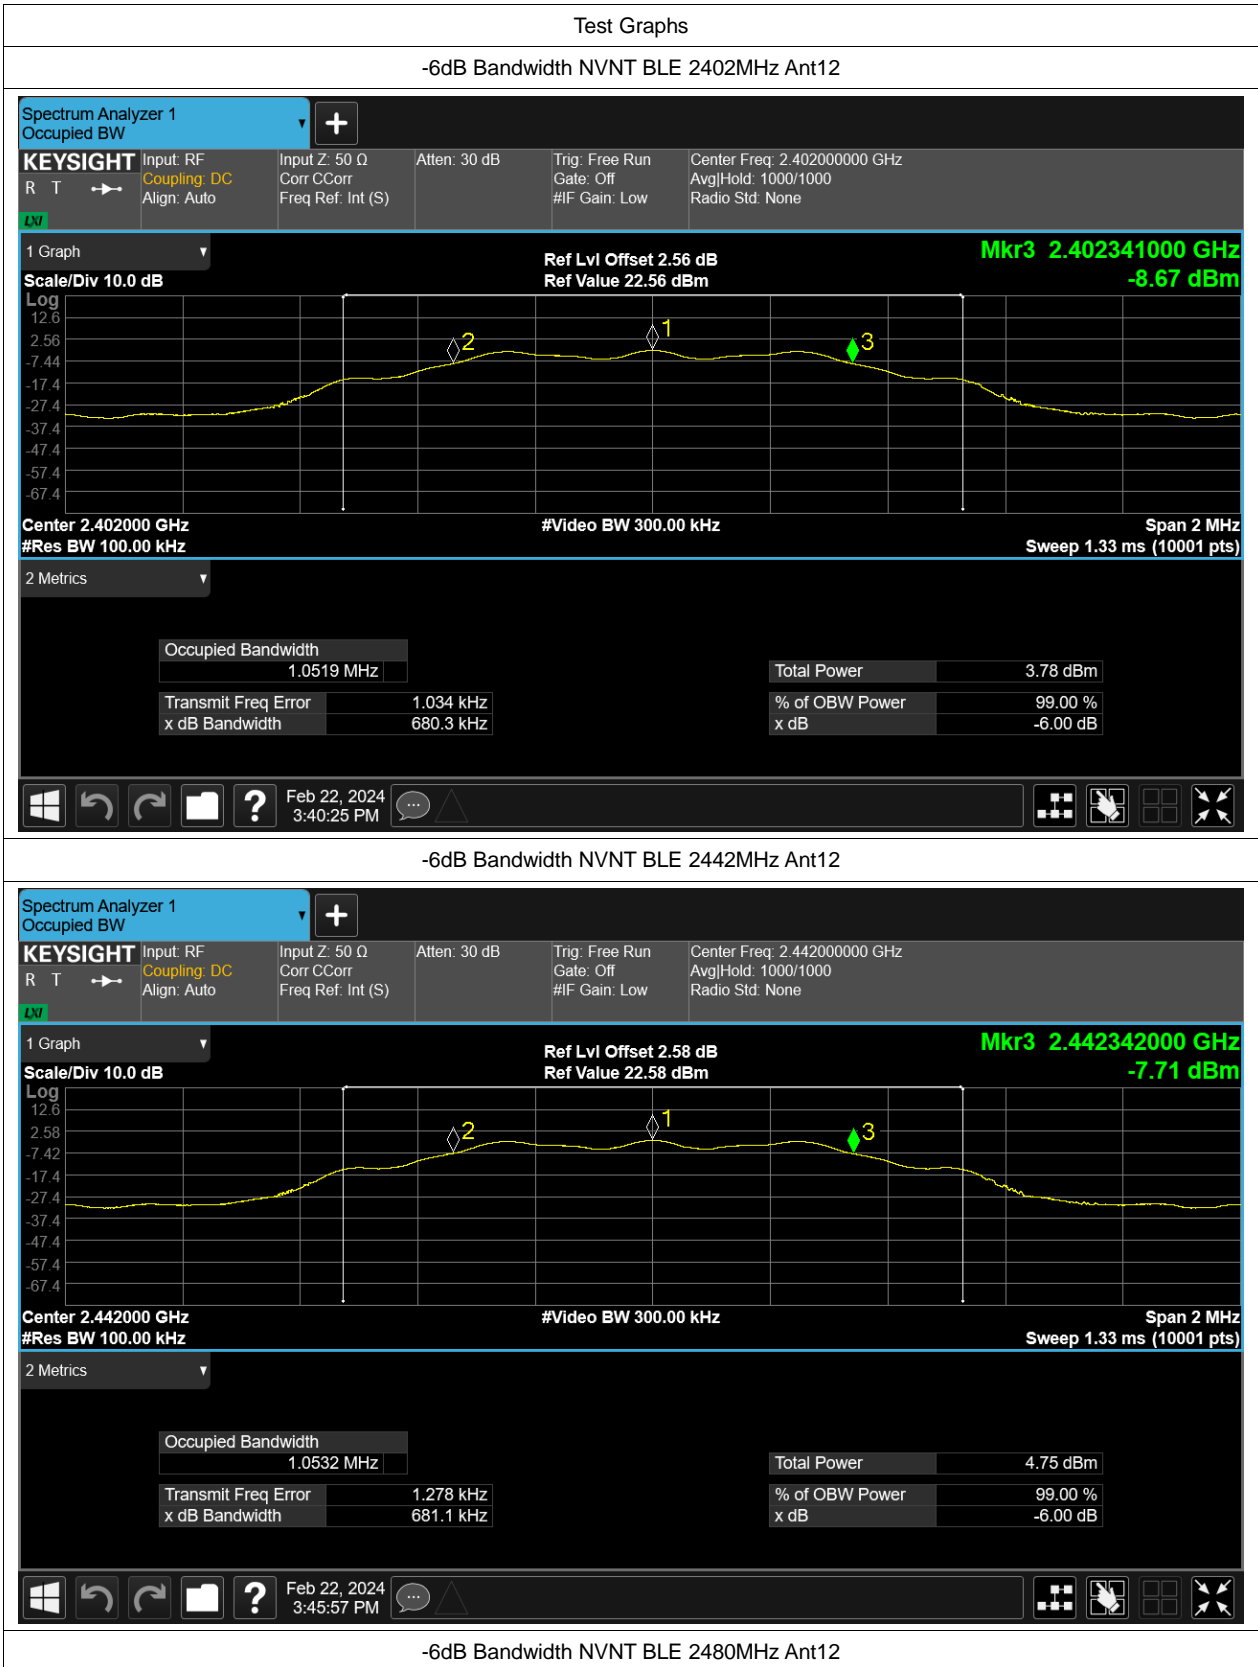 Test Graphs
-6dB Bandwidth NVNT BLE 2402MHz Ant12
Spectrum Analyzer 1
Occupied BW
KEYSIGHT
R T
LXI
Input: RF
Coupling: DC
Align: Auto
Input Z: 50 Ω
Corr CCorr
Freq Ref: Int (S)
Atten: 30 dB
Trig: Free Run
Gate: Off
#IF Gain: Low
Center Freq: 2.402000000 GHz
Avg|Hold: 1000/1000
Radio Std: None
1 Graph
Scale/Div 10.0 dB
Ref Lvl Offset 2.56 dB
Ref Value 22.56 dBm
Mkr3 2.402341000 GHz
-8.67 dBm
Log
12.6
2.56
-7.44
-17.4
-27.4
-37.4
-47.4
-57.4
-67.4
2
1
3
Center 2.402000 GHz
#Video BW 300.00 kHz
Span 2 MHz
#Res BW 100.00 kHz
Sweep 1.33 ms (10001 pts)
2 Metrics
Occupied Bandwidth
1.0519 MHz
Total Power 3.78 dBm
Transmit Freq Error 1.034 kHz
% of OBW Power 99.00 %
x dB Bandwidth 680.3 kHz
x dB -6.00 dB
?
Feb 22, 2024
3:40:25 PM
-6dB Bandwidth NVNT BLE 2442MHz Ant12
Spectrum Analyzer 1
Occupied BW
KEYSIGHT
R T
LXI
Input: RF
Coupling: DC
Align: Auto
Input Z: 50 Ω
Corr CCorr
Freq Ref: Int (S)
Atten: 30 dB
Trig: Free Run
Gate: Off
#IF Gain: Low
Center Freq: 2.442000000 GHz
Avg|Hold: 1000/1000
Radio Std: None
1 Graph
Scale/Div 10.0 dB
Ref Lvl Offset 2.58 dB
Ref Value 22.58 dBm
Mkr3 2.442342000 GHz
-7.71 dBm
Log
12.6
2.58
-7.42
-17.4
-27.4
-37.4
-47.4
-57.4
-67.4
2
1
3
Center 2.442000 GHz
#Video BW 300.00 kHz
Span 2 MHz
#Res BW 100.00 kHz
Sweep 1.33 ms (10001 pts)
2 Metrics
Occupied Bandwidth
1.0532 MHz
Total Power 4.75 dBm
Transmit Freq Error 1.278 kHz
% of OBW Power 99.00 %
x dB Bandwidth 681.1 kHz
x dB -6.00 dB
?
Feb 22, 2024
3:45:57 PM
-6dB Bandwidth NVNT BLE 2480MHz Ant12